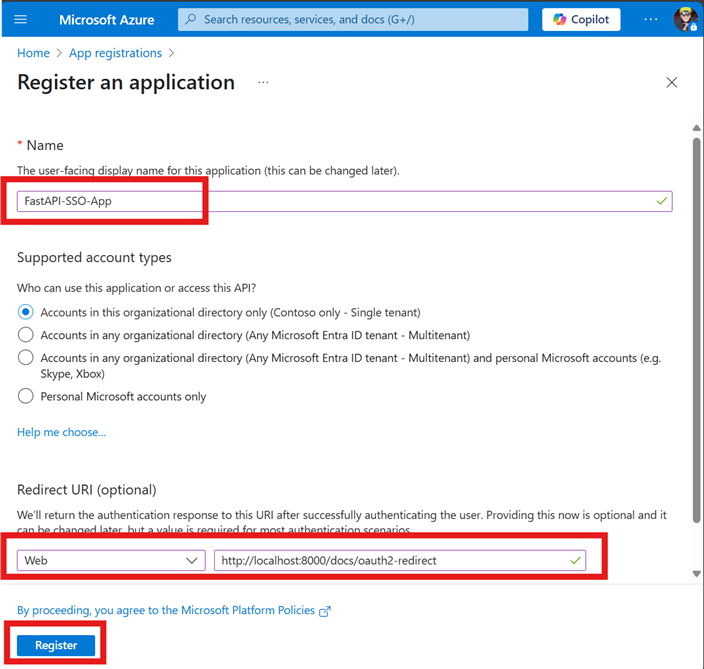 Microsoft Azure
Search resources, services, and docs (G+/)
Copilot
Home > App registrations >
Register an application ...
* Name
The user-facing display name for this application (this can be changed later).
FastAPI-SSO-App
Supported account types
Who can use this application or access this API?
Accounts in this organizational directory only (Contoso only - Single tenant)
Accounts in any organizational directory (Any Microsoft Entra ID tenant - Multitenant)
Accounts in any organizational directory (Any Microsoft Entra ID tenant - Multitenant) and personal Microsoft accounts (e.g.
Skype, Xbox)
Personal Microsoft accounts only
Help me choose...
Redirect URI (optional)
We'll return the authentication response to this URI after successfully authenticating the user. Providing this now is optional and it
can be changed later, but a value is required for most authentication scenarios.
Web
http://localhost:8000/docs/oauth2-redirect
By proceeding, you agree to the Microsoft Platform Policies
Register